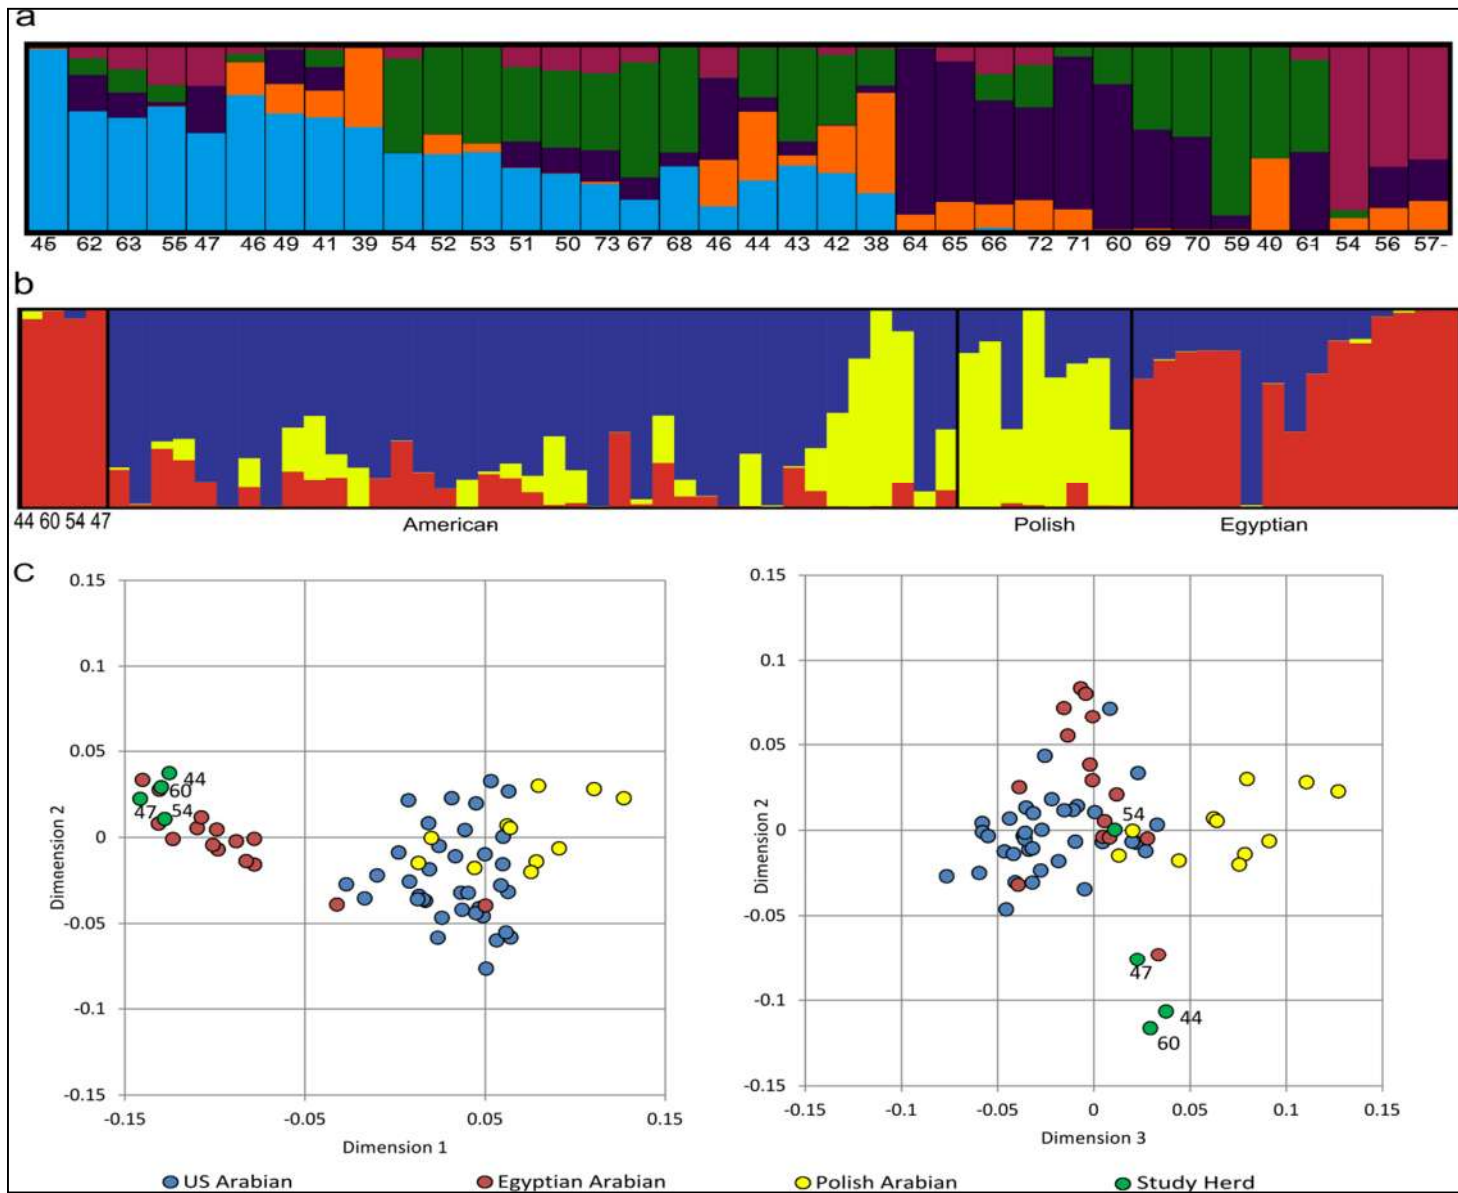 a
45 62 63 56 47 46 49 41 39 54 52 53 51 50 73 67 68 46 44 43 42 38 64 65 66 72 71 60 69 70 59 40 61 54 56 57-
b
44 60 54 47 American Polish Egyptian
c
0.15
0.1
0.05
0
-0.05
-0.1
-0.15
Dimension 2
44
60
47 54
-0.15 -0.05 0.05 0.15
Dimension 1
0.15
0.1
0.05
0
-0.05
-0.1
-0.15
Dimension 2
54
47
44
60
-0.15 -0.1 -0.05 0 0.05 0.1 0.15
Dimension 3
US Arabian Egyptian Arabian Polish Arabian Study Herd